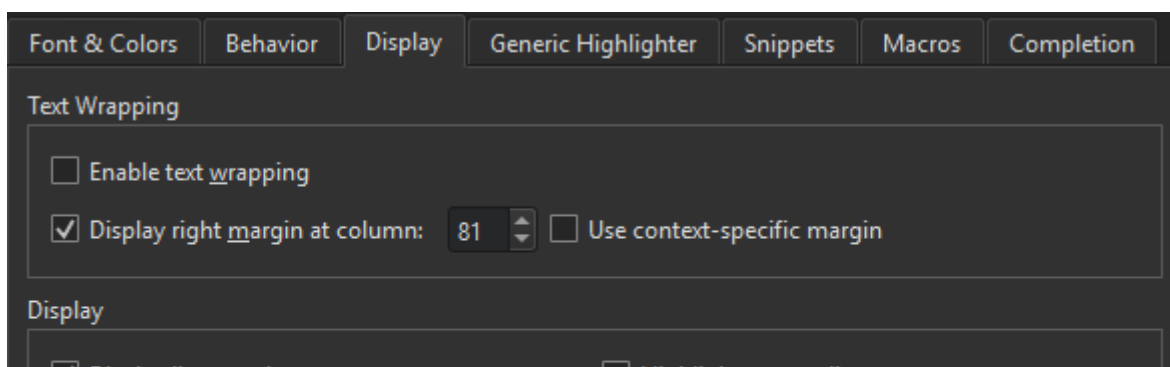 Font & Colors Behavior Display Generic Highlighter Snippets Macros Completion
Text Wrapping
Enable text wrapping
Display right margin at column: 81 Use context-specific margin
Display